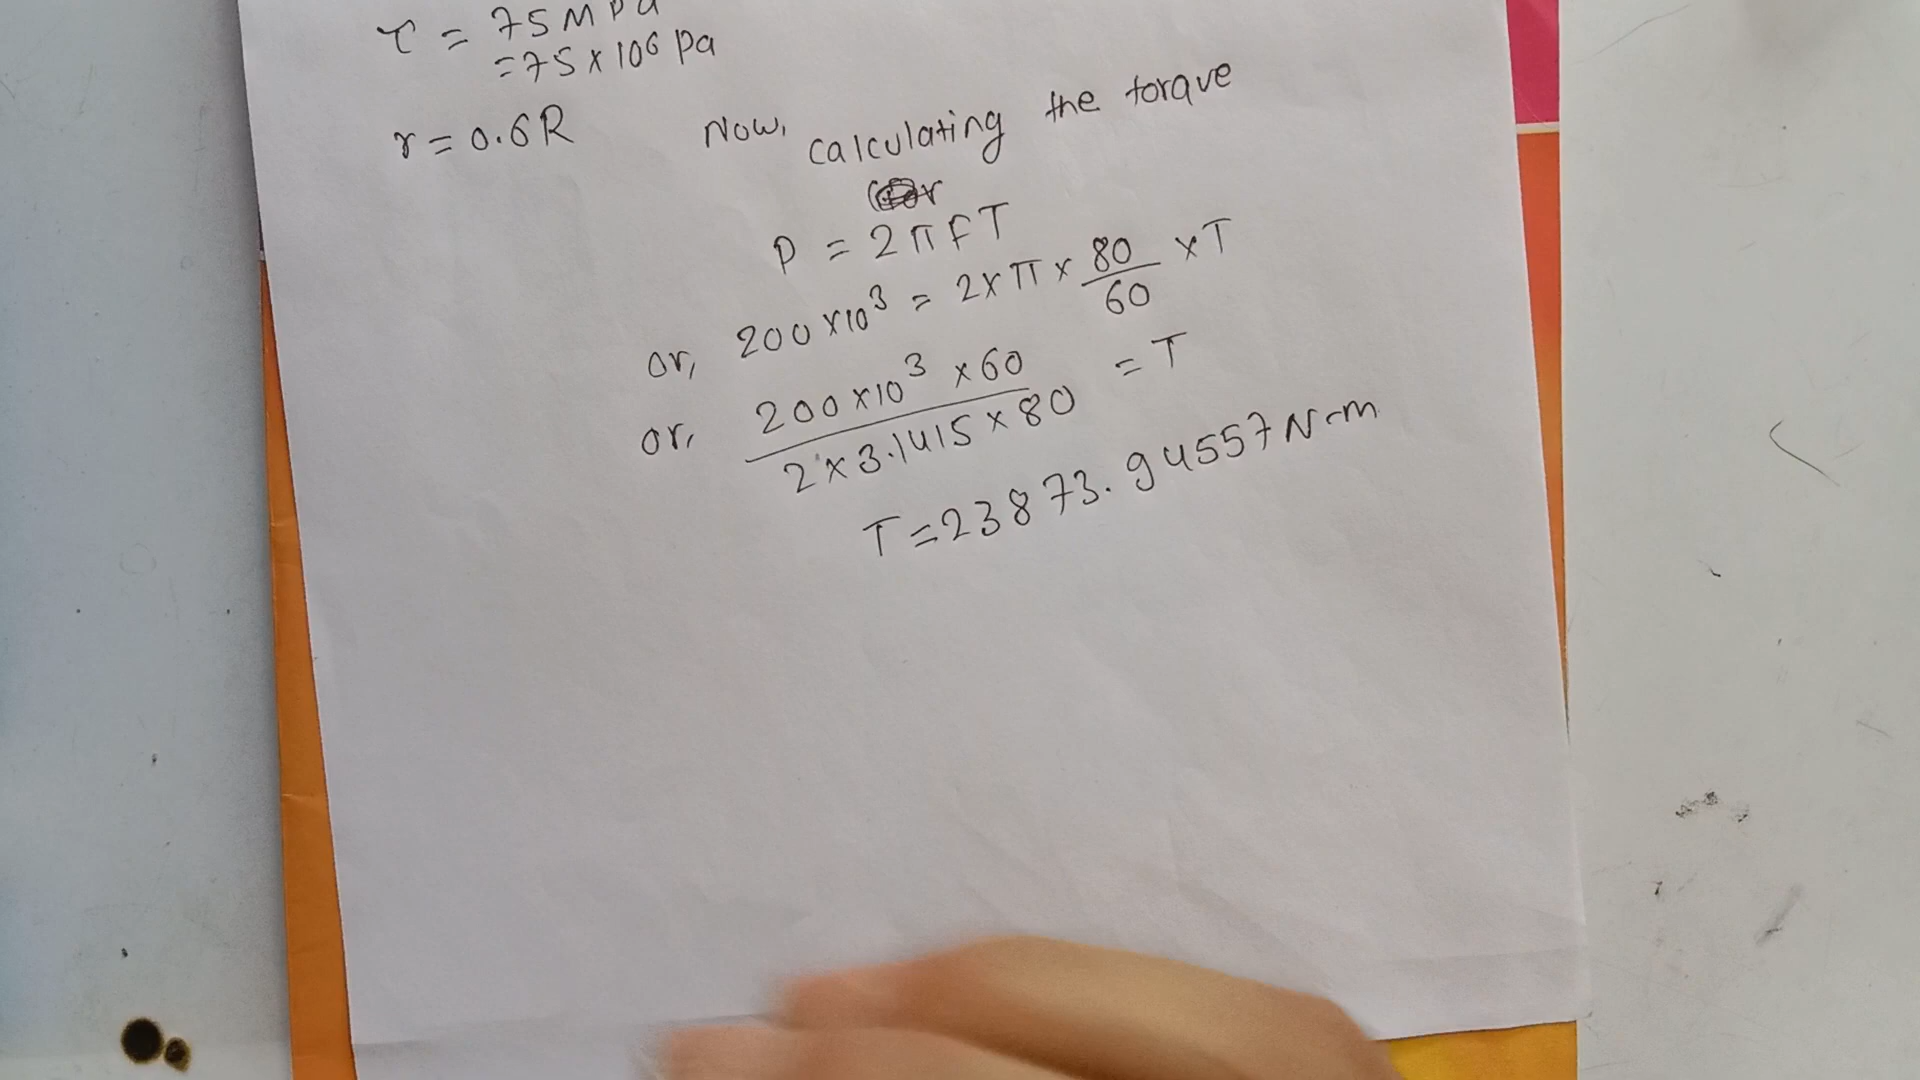 τ = 75 MPa
= 75 × 10⁶ Pa
r = 0.6R
Now, calculating the torque
P = 2πfT
or, 200×10³ = 2×π× 80/60 ×T
or, 200×10³ ×60 / 2×3.1415×80 = T
T = 23873.94557 N-m